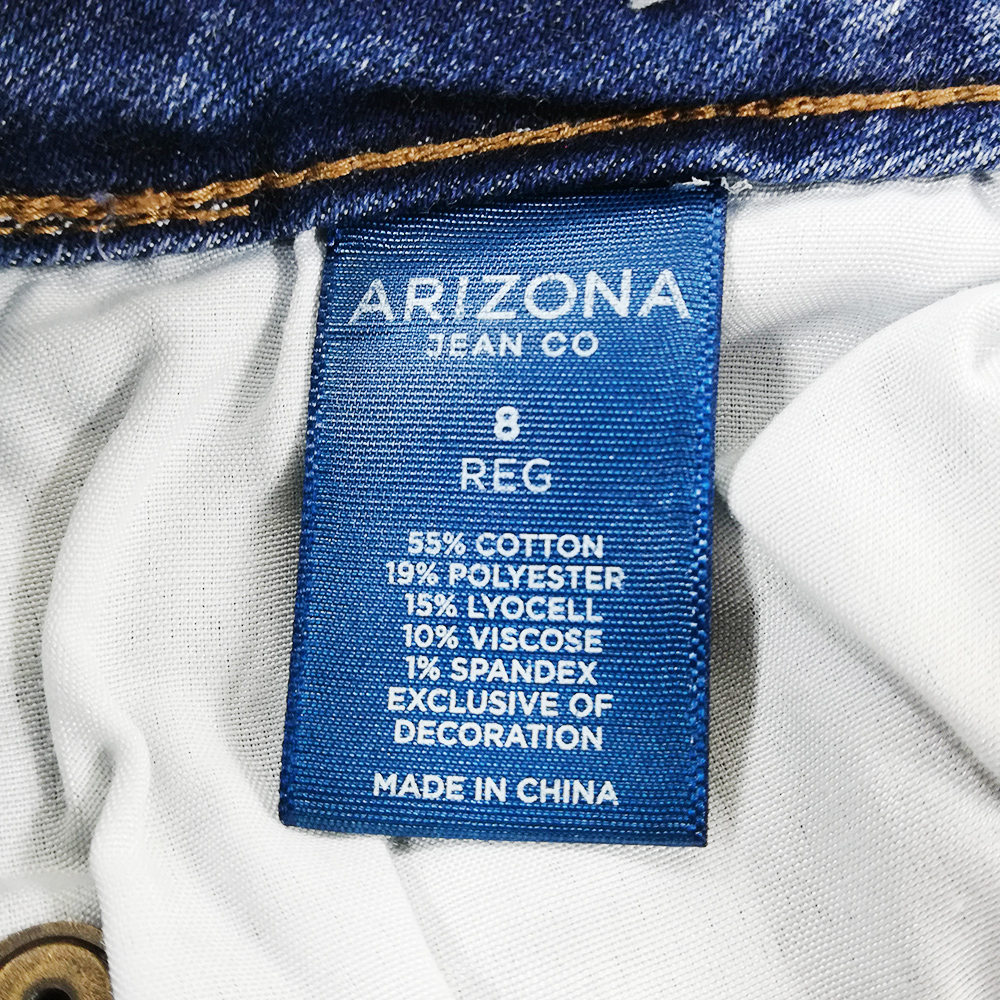 ARIZONA
JEAN CO
8
REG
55% COTTON
19% POLYESTER
15% LYOCELL
10% VISCOSE
1% SPANDEX
EXCLUSIVE OF
DECORATION
MADE IN CHINA